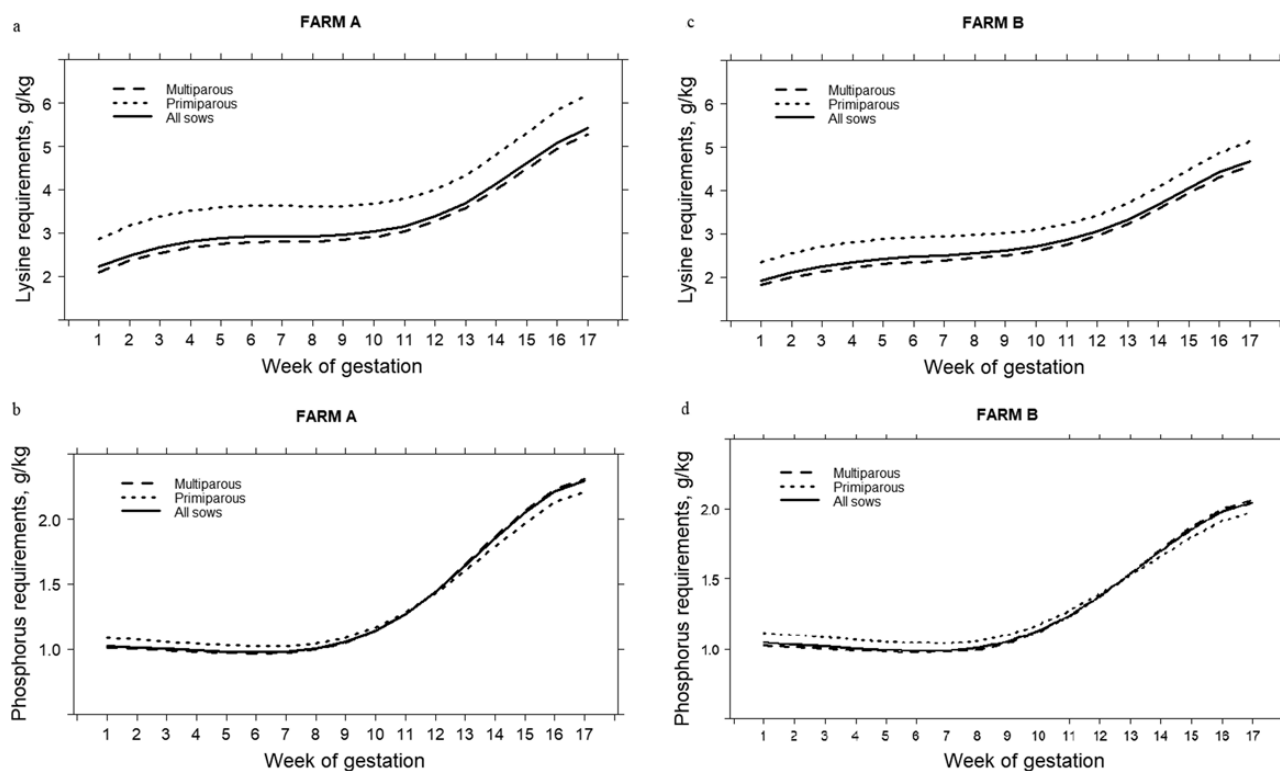 a
FARM A
Lysine requirements, g/kg
6
5
4
3
2
Multiparous
Primiparous
All sows
1 2 3 4 5 6 7 8 9 10 11 12 13 14 15 16 17
Week of gestation
c
FARM B
Lysine requirements, g/kg
6
5
4
3
2
Multiparous
Primiparous
All sows
1 2 3 4 5 6 7 8 9 10 11 12 13 14 15 16 17
Week of gestation
b
FARM A
Phosphorus requirements, g/kg
2.0
1.5
1.0
Multiparous
Primiparous
All sows
1 2 3 4 5 6 7 8 9 10 11 12 13 14 15 16 17
Week of gestation
d
FARM B
Phosphorus requirements, g/kg
2.0
1.5
1.0
Multiparous
Primiparous
All sows
1 2 3 4 5 6 7 8 9 10 11 12 13 14 15 16 17
Week of gestation